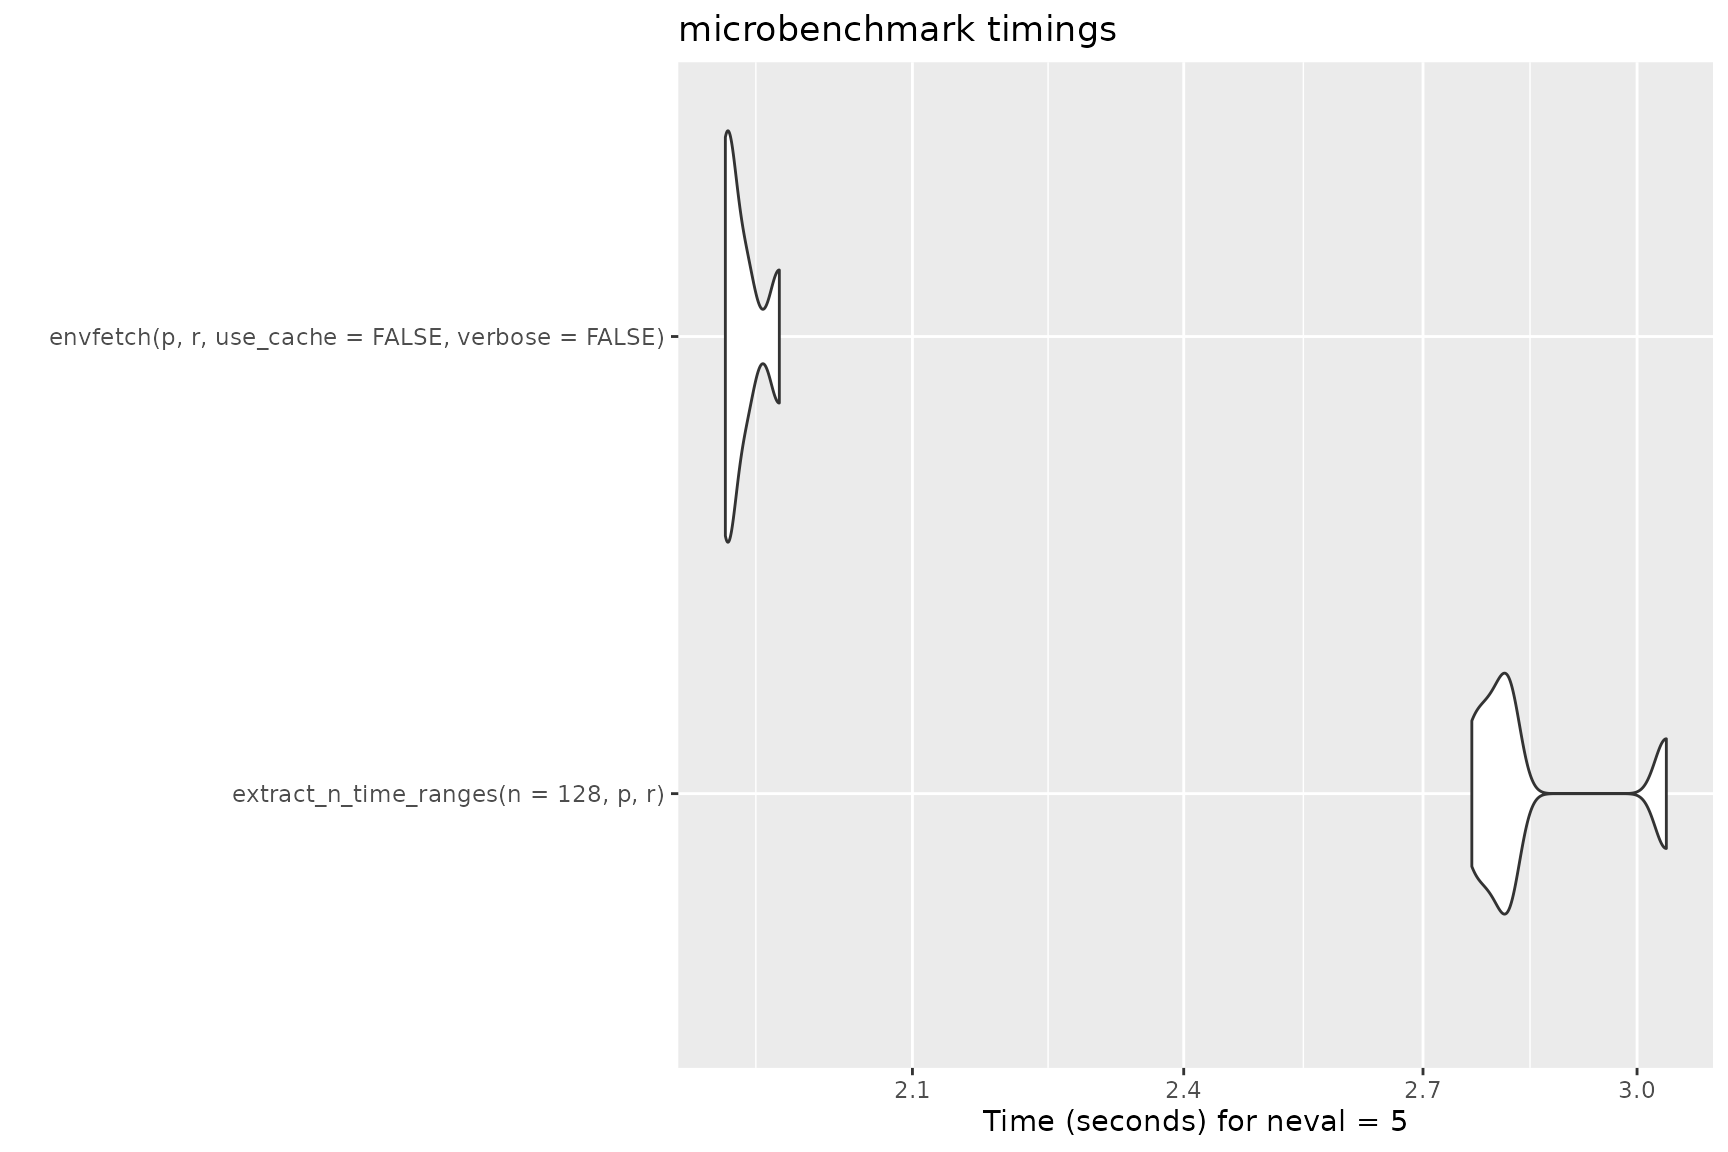 microbenchmark timings
envfetch(p, r, use_cache = FALSE, verbose = FALSE)
extract_n_time_ranges(n = 128, p, r)
2.1 2.4 2.7 3.0
Time (seconds) for neval = 5